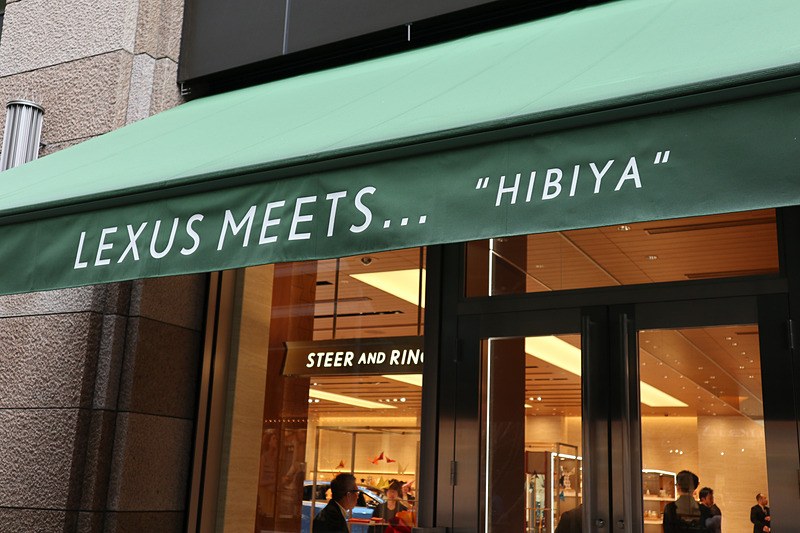 LEXUS MEETS... "HIBIYA"
STEER AND RING